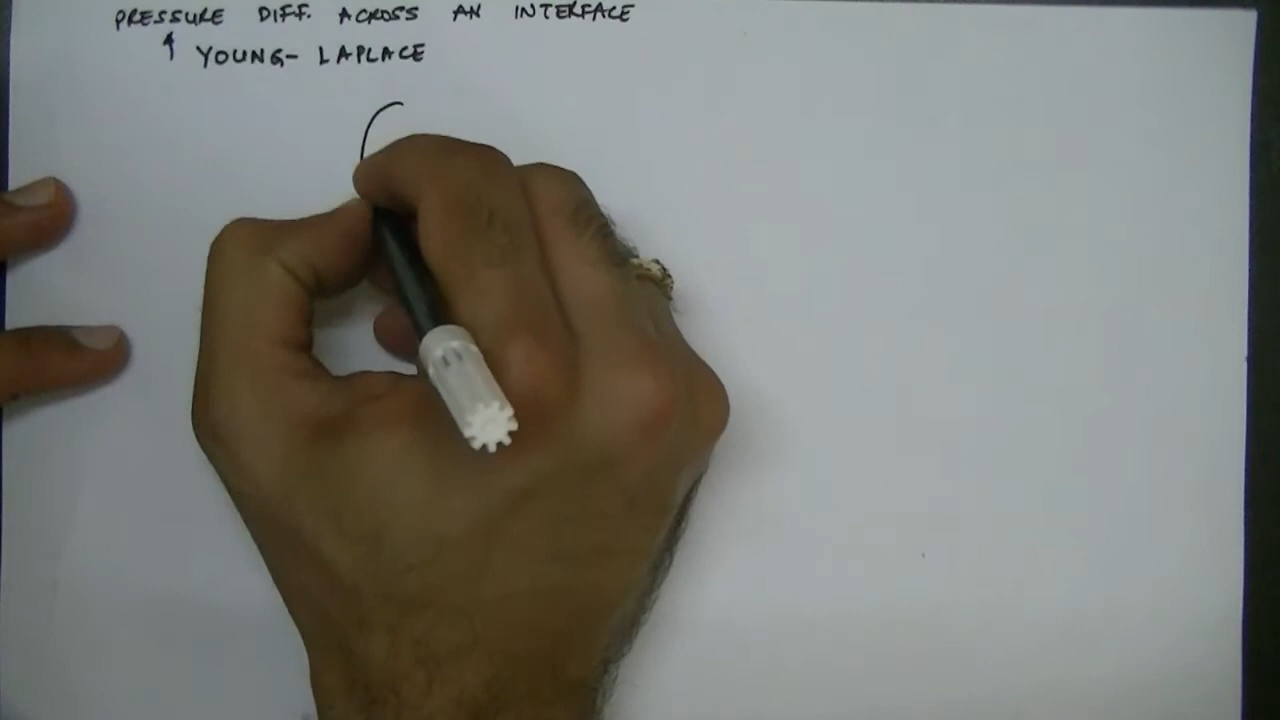 PRESSURE DIFF. ACROSS AN INTERFACE
↑ YOUNG- LAPLACE